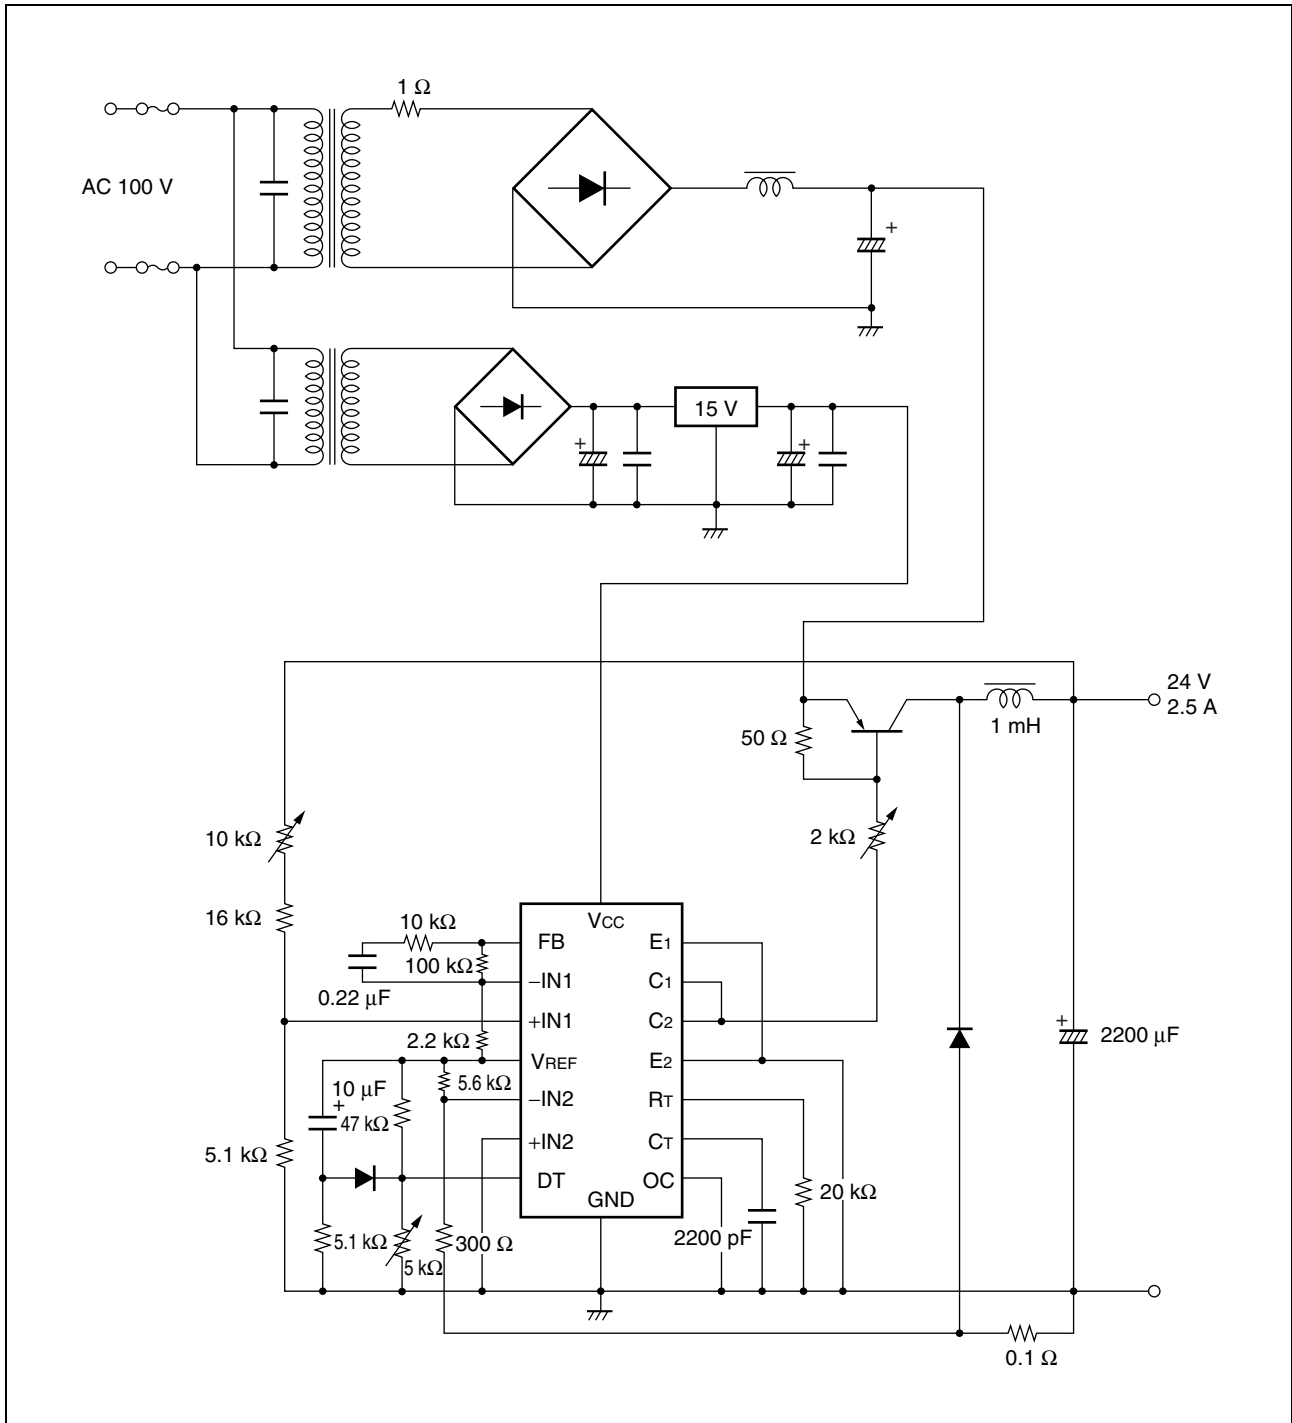 1 Ω
AC 100 V
+
15 V
+
+
24 V
2.5 A
1 mH
50 Ω
10 kΩ
2 kΩ
16 kΩ
VCC
10 kΩ
FB
E1
100 kΩ
−IN1
C1
0.22 μF
+IN1
C2
+
2200 μF
2.2 kΩ
VREF
E2
5.6 kΩ
10 μF
+
−IN2
RT
47 kΩ
+IN2
CT
5.1 kΩ
DT
OC
20 kΩ
GND
5.1 kΩ
300 Ω
2200 pF
5 kΩ
0.1 Ω